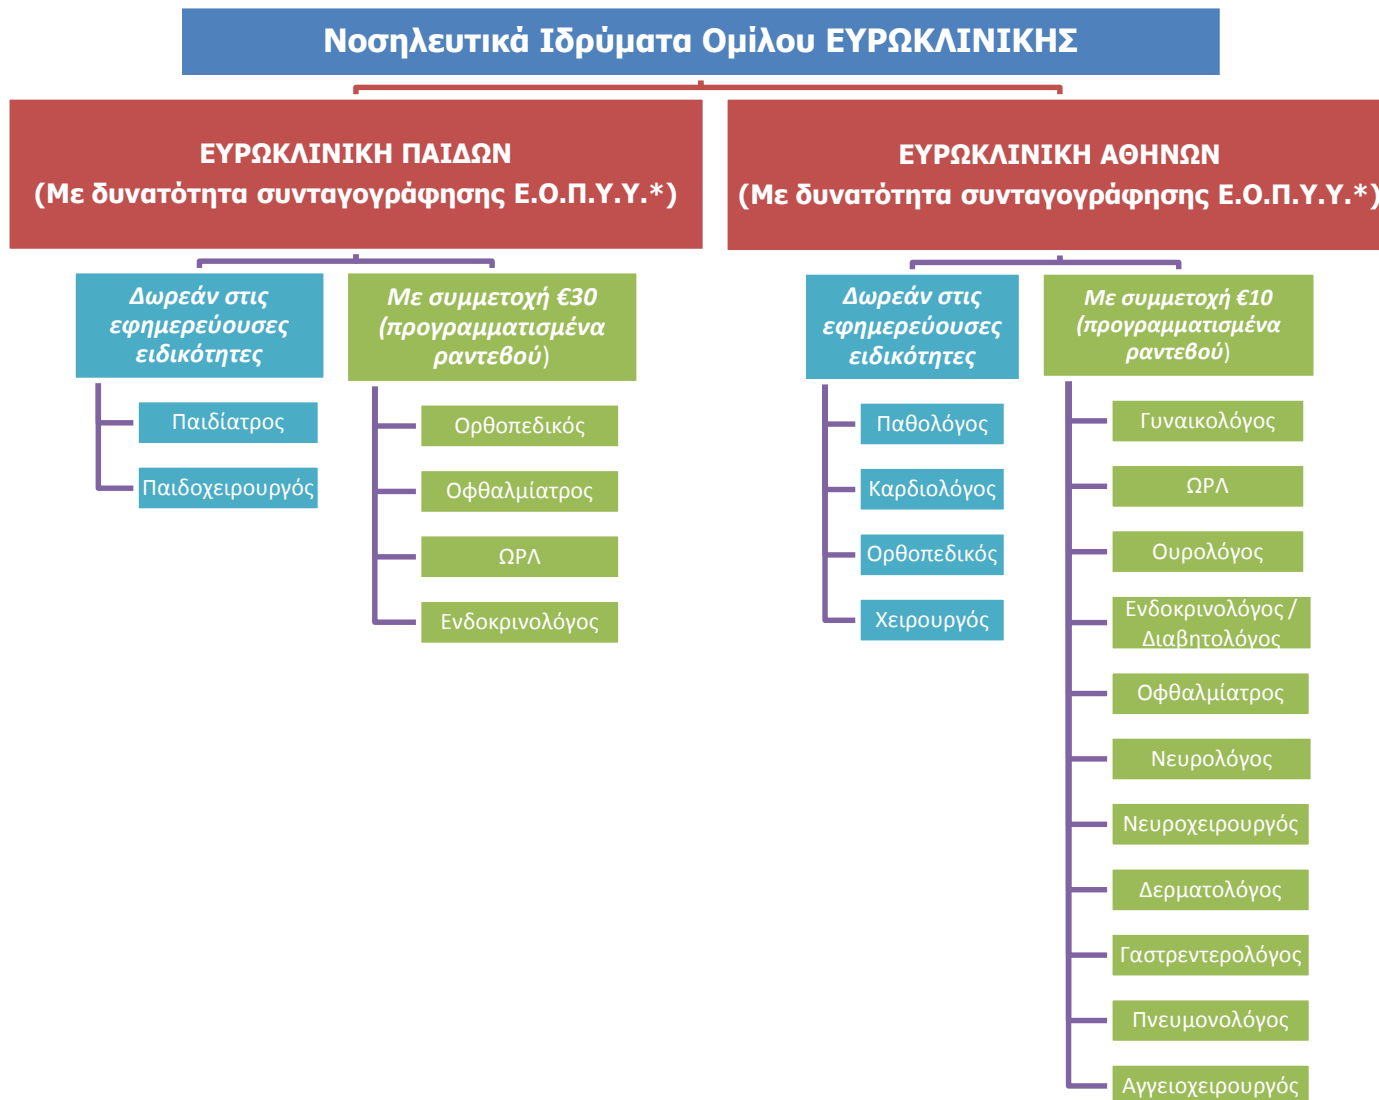 Νοσηλευτικά Ιδρύματα Ομίλου ΕΥΡΩΚΛΙΝΙΚΗΣ
ΕΥΡΩΚΛΙΝΙΚΗ ΠΑΙΔΩΝ
(Με δυνατότητα συνταγογράφησης Ε.Ο.Π.Υ.Υ.*)
Δωρεάν στις
εφημερεύουσες
ειδικότητες
Παιδίατρος
Παιδοχειρουργός
Με συμμετοχή €30
(προγραμματισμένα
ραντεβού)
Ορθοπεδικός
Οφθαλμίατρος
ΩΡΛ
Ενδοκρινολόγος
ΕΥΡΩΚΛΙΝΙΚΗ ΑΘΗΝΩΝ
(Με δυνατότητα συνταγογράφησης Ε.Ο.Π.Υ.Υ.*)
Δωρεάν στις
εφημερεύουσες
ειδικότητες
Παθολόγος
Καρδιολόγος
Ορθοπεδικός
Χειρουργός
Με συμμετοχή €10
(προγραμματισμένα
ραντεβού)
Γυναικολόγος
ΩΡΛ
Ουρολόγος
Ενδοκρινολόγος /
Διαβητολόγος
Οφθαλμίατρος
Νευρολόγος
Νευροχειρουργός
Δερματολόγος
Γαστρεντερολόγος
Πνευμονολόγος
Αγγειοχειρουργός